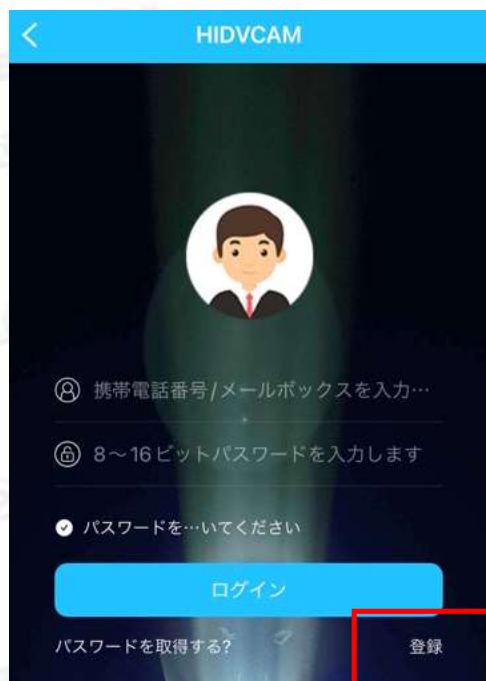 HIDVCAM
携帯電話番号/メールボックスを入力…
8～16ビットパスワードを入力します
パスワードを…いてください
ログイン
パスワードを取得する?
登録